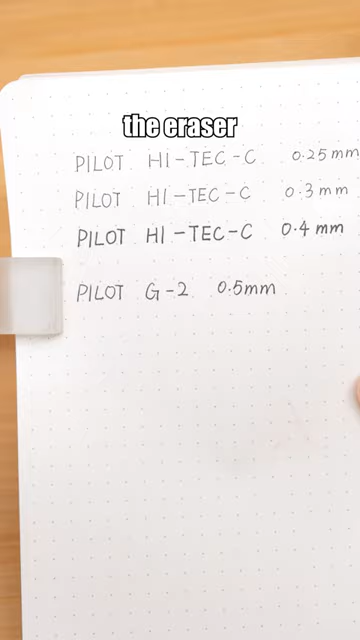 the eraser
PILOT HI-TEC-C 0.25mm
PILOT HI-TEC-C 0.3mm
PILOT HI-TEC-C 0.4mm
PILOT G-2 0.5mm